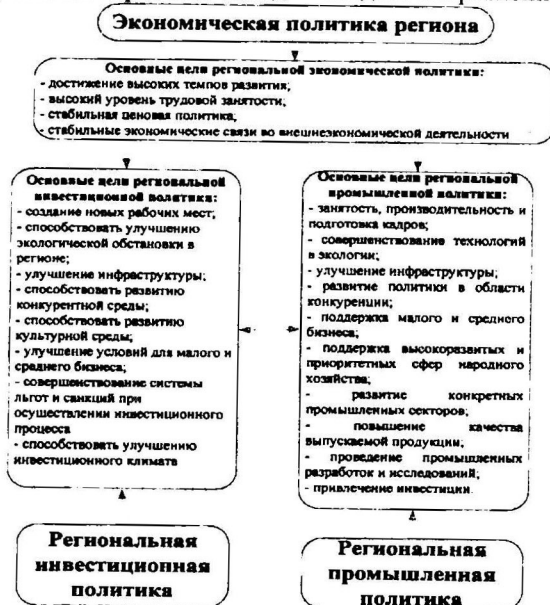 Экономическая политика региона
Основные цели региональной экономической политики:
- достижение высоких темпов развития;
- высокий уровень трудовой занятости;
- стабильная ценовая политика;
- стабильные экономические связи во внешнеэкономической деятельности
Основные цели региональной
инвестиционной политики:
- создание новых рабочих мест;
- способствовать улучшению
экологической обстановки в
регионе;
- улучшение инфраструктуры;
- способствовать развитию
конкурентной среды;
- способствовать развитию
культурной среды;
- улучшение условий для малого и
среднего бизнеса;
- совершенствование системы
льгот и санкций при
осуществлении инвестиционного
процесса
- способствовать улучшению
инвестиционного климата
Основные цели региональной
промышленной политики:
- занятость, производительность и
подготовка кадров;
- совершенствование технологий
в экологии;
- улучшение инфраструктуры;
- развитие политики в области
конкуренции;
- поддержка малого и среднего
бизнеса;
- поддержка высокоразвитых и
приоритетных сфер народного
хозяйства;
- развитие конкретных
промышленных секторов;
- повышение качества
выпускаемой продукции;
- проведение промышленных
разработок и исследований;
- привлечение инвестиции.
Региональная
инвестиционная
политика
Региональная
промышленная
политика